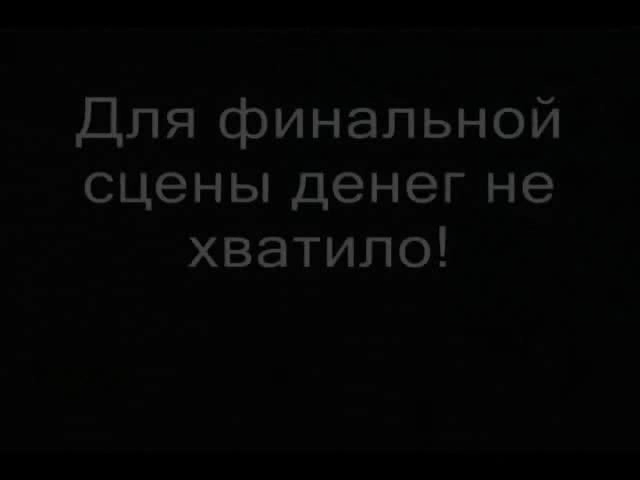 Для финальной
сцены денег не
хватило!